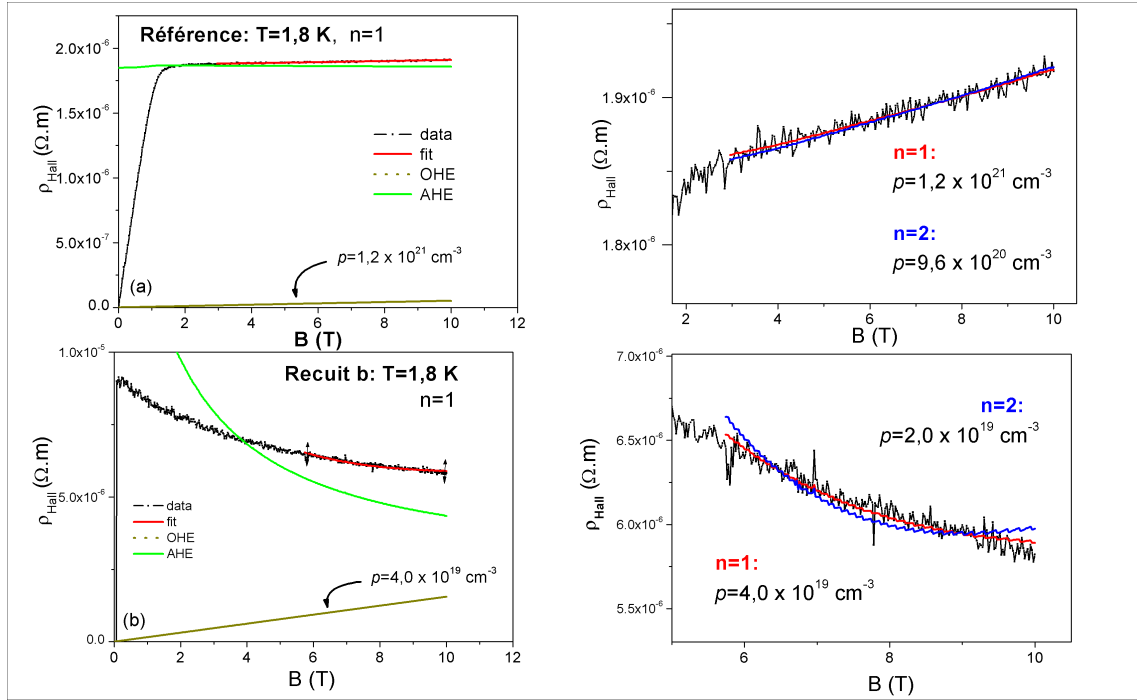 Référence: T=1,8 K, n=1
2.0x10⁻⁶
1.5x10⁻⁶
1.0x10⁻⁶
5.0x10⁻⁷
0.0
ρHall (Ω.m)
data
fit
OHE
AHE
p=1,2 x 10²¹ cm⁻³
(a)
0 2 4 6 8 10 12
B (T)
1.9x10⁻⁶
1.8x10⁻⁶
ρHall (Ω.m)
n=1:
p=1,2 x 10²¹ cm⁻³
n=2:
p=9,6 x 10²⁰ cm⁻³
2 4 6 8 10
B (T)
Recuit b: T=1,8 K
n=1
1.0x10⁻⁵
5.0x10⁻⁶
0.0
ρHall (Ω.m)
data
fit
OHE
AHE
p=4,0 x 10¹⁹ cm⁻³
(b)
0 2 4 6 8 10 12
B (T)
7.0x10⁻⁶
6.5x10⁻⁶
6.0x10⁻⁶
5.5x10⁻⁶
ρHall (Ω.m)
n=2:
p=2,0 x 10¹⁹ cm⁻³
n=1:
p=4,0 x 10¹⁹ cm⁻³
6 8 10
B (T)